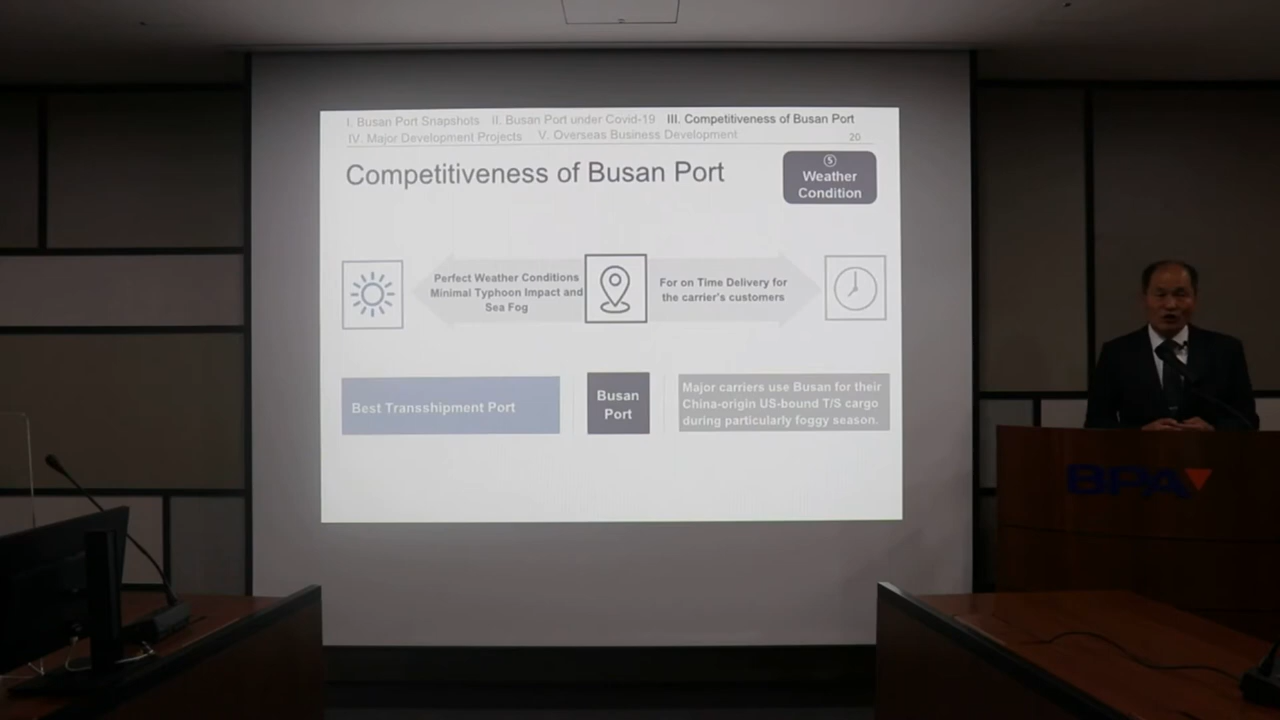 I. Busan Port Snapshots II. Busan Port under Covid-19 III. Competitiveness of Busan Port
IV. Major Development Projects V. Overseas Business Development 20
Competitiveness of Busan Port
⑤
Weather
Condition
Perfect Weather Conditions
Minimal Typhoon Impact and
Sea Fog
For on Time Delivery for
the carrier's customers
Best Transshipment Port
Busan
Port
Major carriers use Busan for their
China-origin US-bound T/S cargo
during particularly foggy season.
BPA